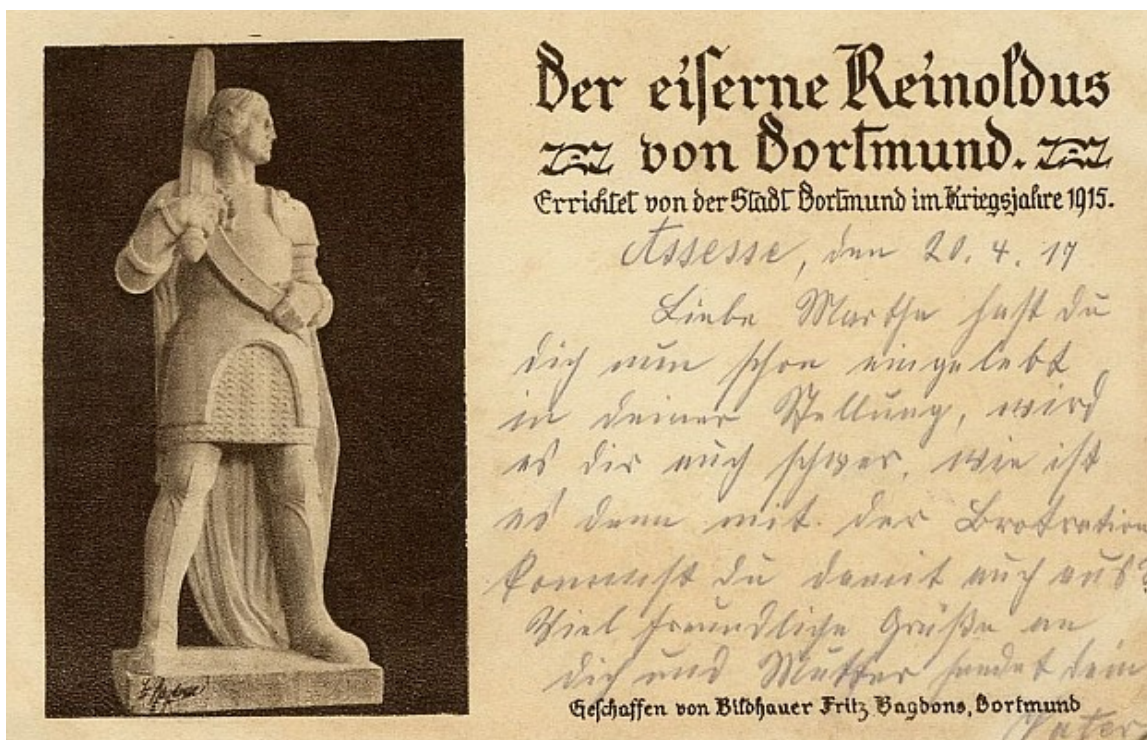 Der eiserne Reinoldus
von Dortmund.
Errichtet von der Stadt Dortmund im Kriegsjahre 1915.
Assesse, den 20. 4. 17
Liebe Martha hast du
dich nun schon eingelebt
in deiner Stellung, wird
es dir auch schwer, wie ist
es denn mit der Brotration
kommst du damit auch aus?
Viel freundliche Grüße an
dich und Mutter sendet dein
Geschaffen von Bildhauer Fritz Bagdons, Dortmund
Vater